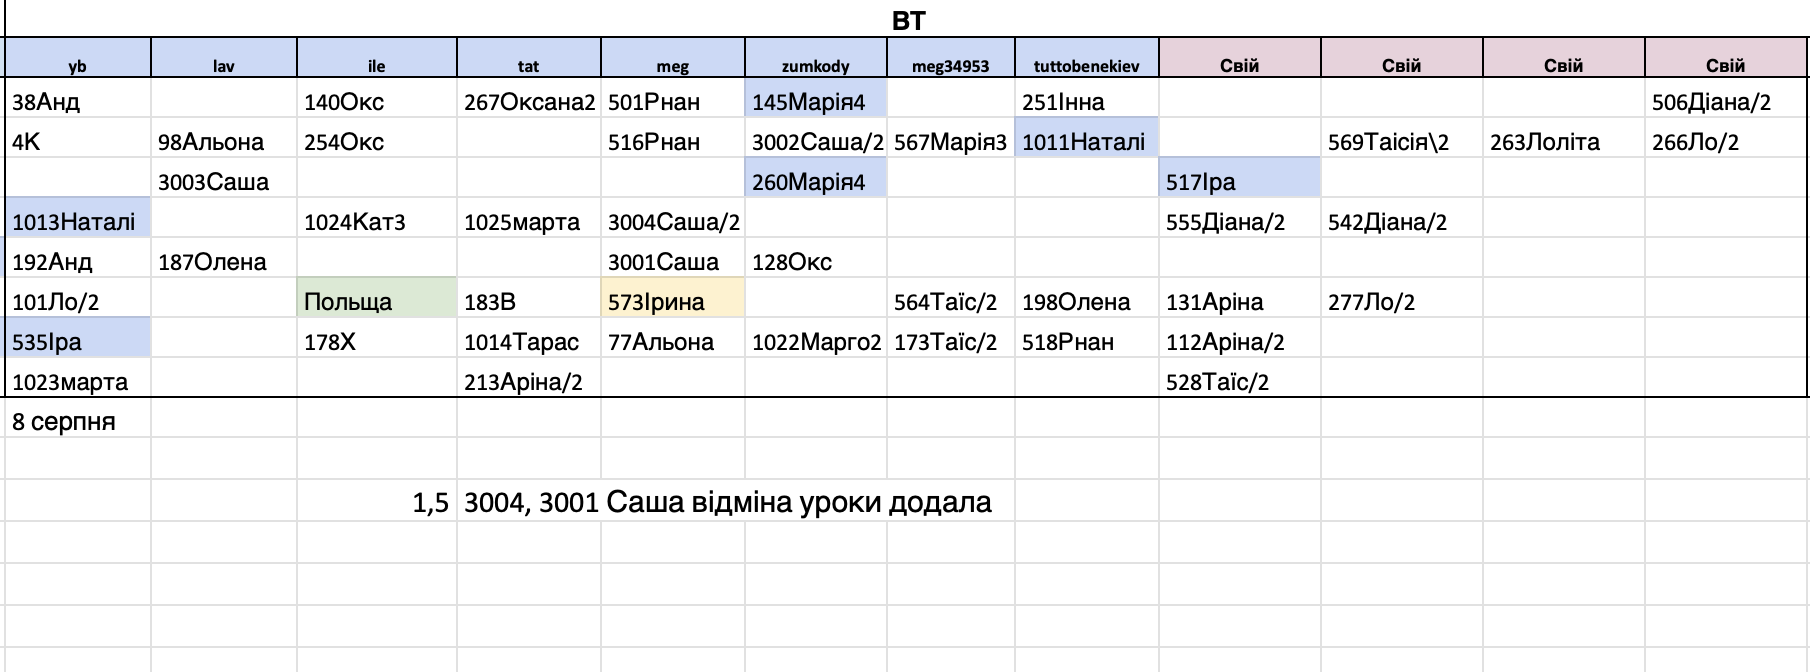 ВТ
yb lav ile tat meg zumkody meg34953 tuttobenekiev Свій Свій Свій Свій
38Анд 140Окс 267Оксана2 501Рнан 145Марія4 251Інна 506Діана/2
4К 98Альона 254Окс 516Рнан 3002Саша/2 567Марія3 1011Наталі 569Таісія\2 263Лоліта 266Ло/2
3003Саша 260Марія4 517Іра
1013Наталі 1024Кат3 1025марта 3004Саша/2 555Діана/2 542Діана/2
192Анд 187Олена 3001Саша 128Окс
101Ло/2 Польща 183В 573Ірина 564Таїс/2 198Олена 131Аріна 277Ло/2
535Іра 178Х 1014Тарас 77Альона 1022Марго2 173Таїс/2 518Рнан 112Аріна/2
1023марта 213Аріна/2 528Таїс/2
8 серпня
1,5 3004, 3001 Саша відміна уроки додала